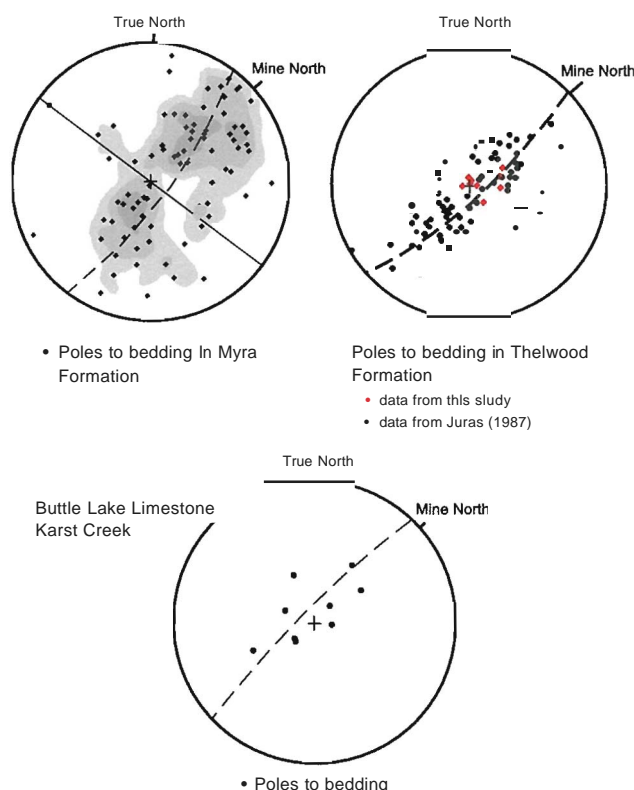 True North
Mine North
• Poles to bedding In Myra
Formation
True North
Mine North
Poles to bedding in Thelwood
Formation
• data from thls sludy
• data from Juras (1987)
True North
Buttle Lake Limestone
Karst Creek
Mine North
• Poles to bedding